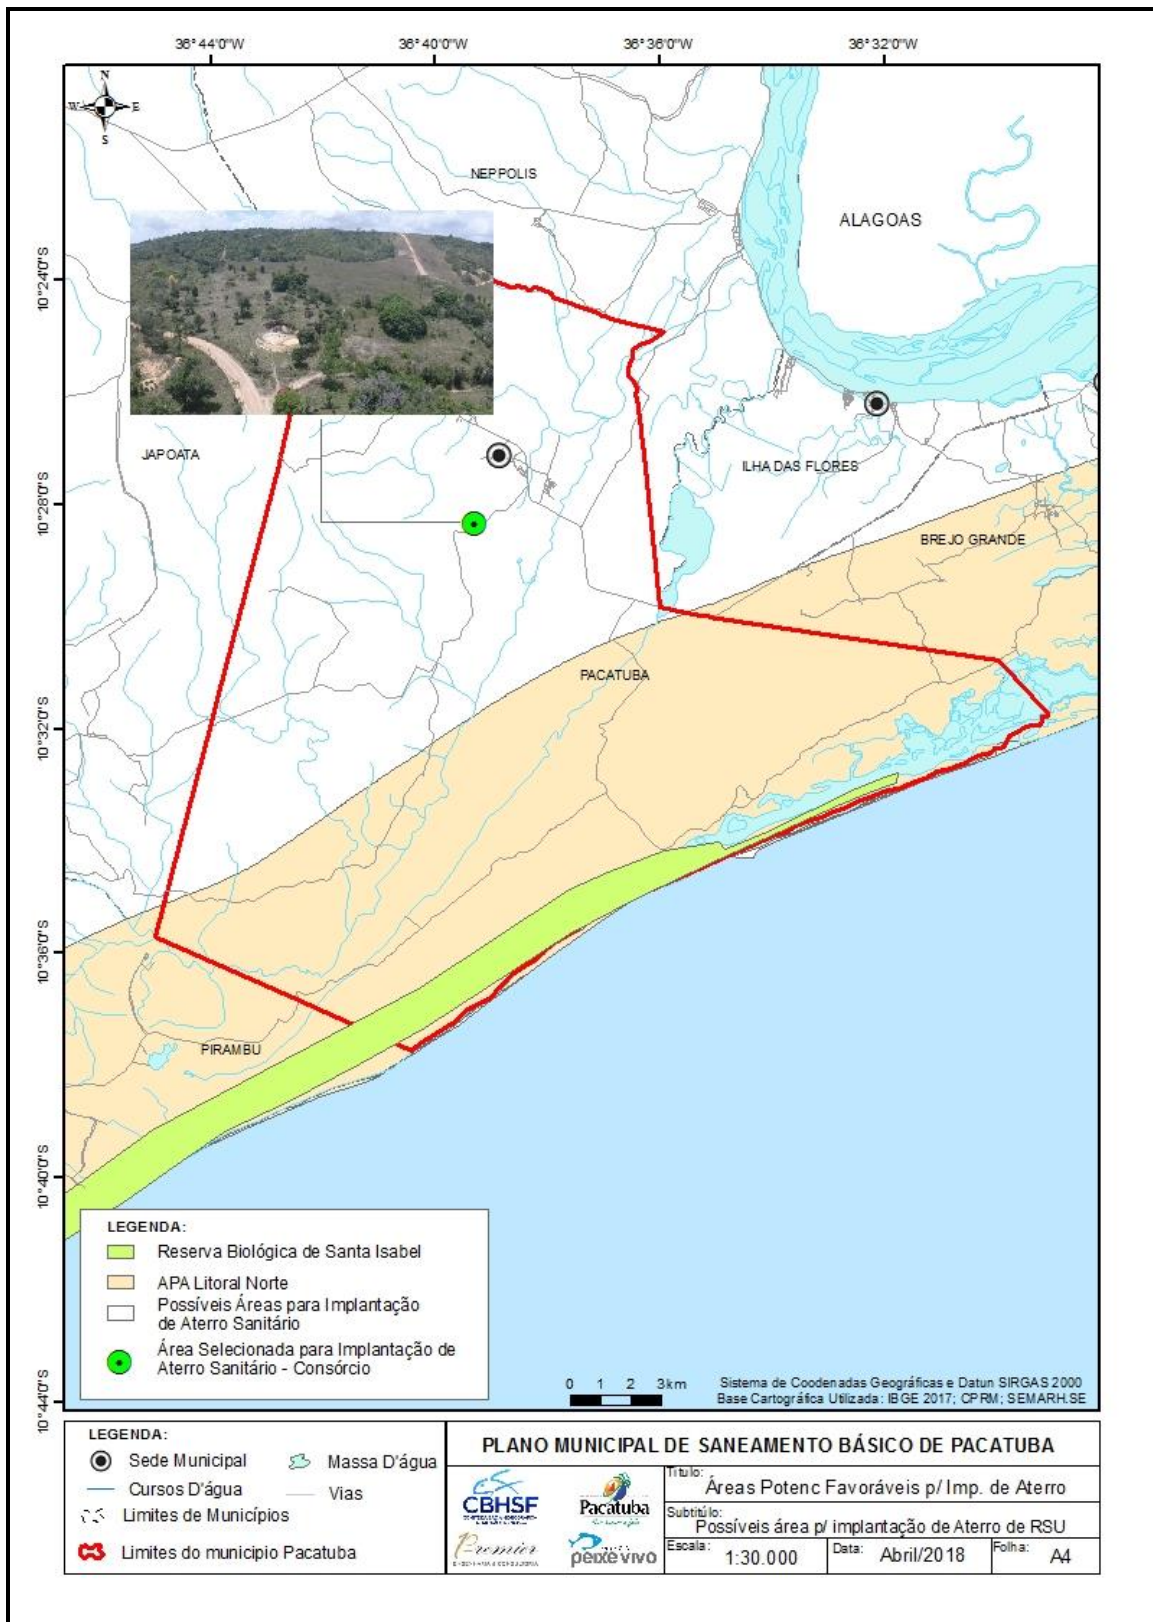 36°44'0"W 36°40'0"W 36°36'0"W 36°32'0"W
N
W E
S
NEPPOLIS
ALAGOAS
10°24'0"S
JAPOATA
ILHA DAS FLORES
10°28'0"S
BREJO GRANDE
PACATUBA
10°32'0"S
10°36'0"S
PIRAMBU
10°40'0"S
LEGENDA:
Reserva Biológica de Santa Isabel
APA Litoral Norte
Possíveis Áreas para Implantação
de Aterro Sanitário
Área Selecionada para Implantação de
Aterro Sanitário - Consórcio
10°44'0"S
0 1 2 3km
Sistema de Coodenadas Geográficas e Datun SIRGAS 2000
Base Cartográfica Utilizada: IBGE 2017; CPRM; SEMARH.SE
LEGENDA:
Sede Municipal
Massa D'água
Cursos D'água
Vias
Limites de Municípios
Limites do municipio Pacatuba
PLANO MUNICIPAL DE SANEAMENTO BÁSICO DE PACATUBA
CBHSF
Pacatuba
Premier
peixe vivo
Título:
Áreas Potenc Favoráveis p/ Imp. de Aterro
Subtitúlo:
Possíveis área p/ implantação de Aterro de RSU
Escala: 1:30.000
Data: Abril/2018
Folha: A4